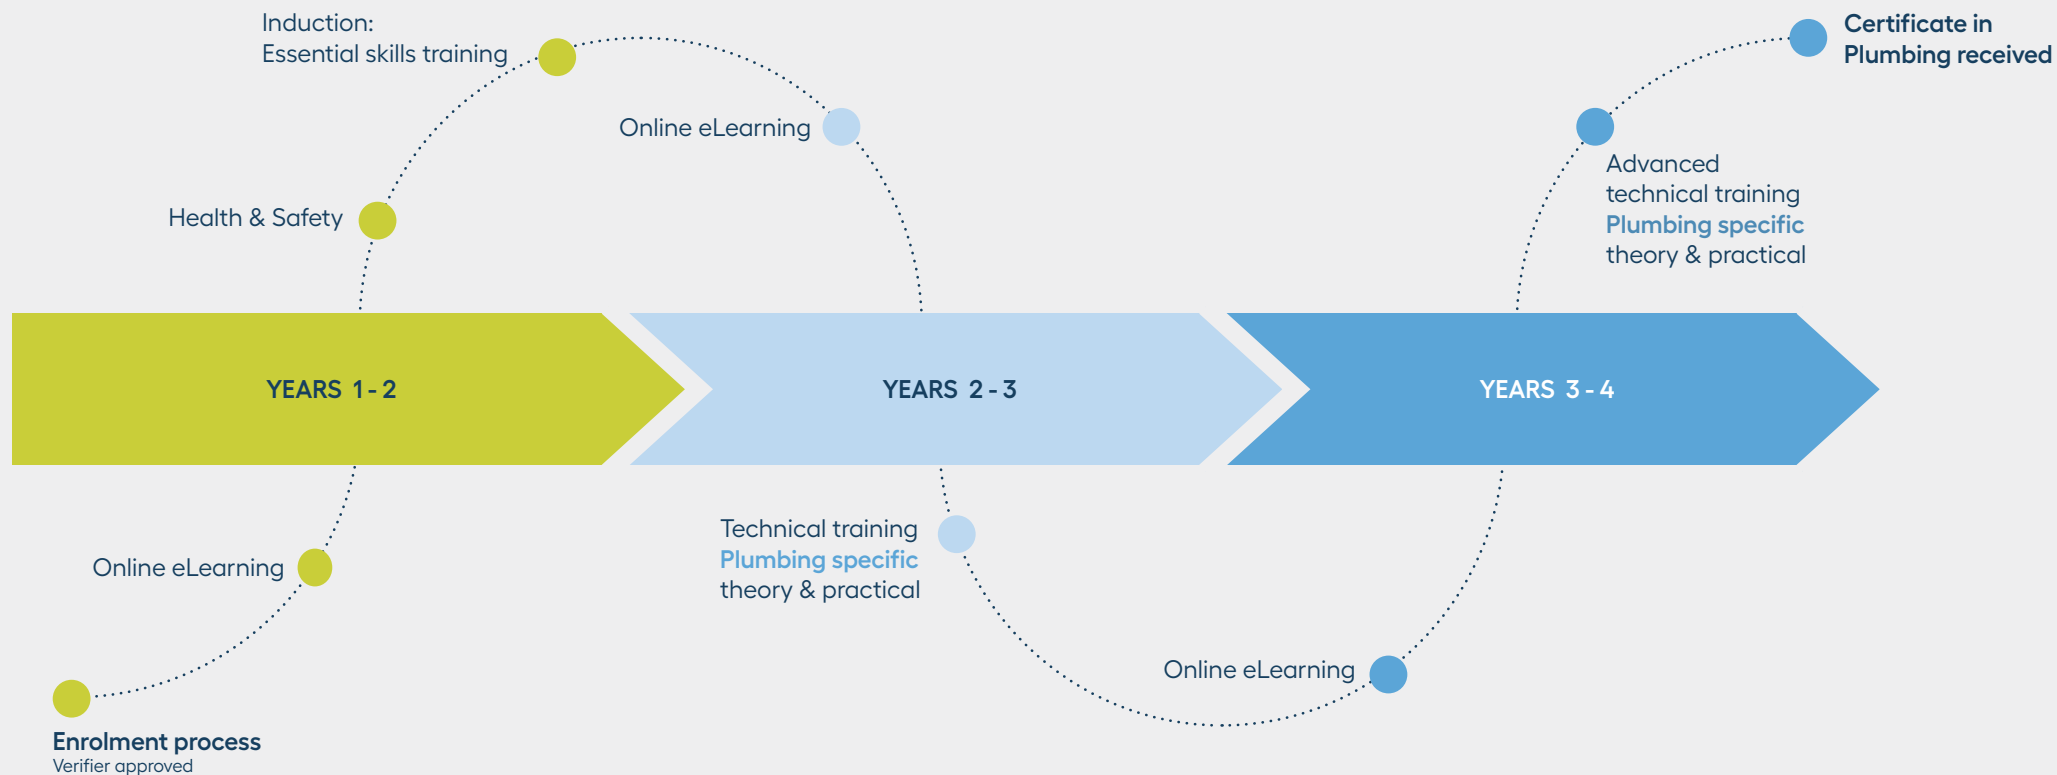 Induction:
Essential skills training
Certificate in
Plumbing received
Online eLearning
Advanced
technical training
Plumbing specific
theory & practical
Health & Safety
YEARS 1 - 2
YEARS 2 - 3
YEARS 3 - 4
Technical training
Plumbing specific
theory & practical
Online eLearning
Online eLearning
Enrolment process
Verifier approved